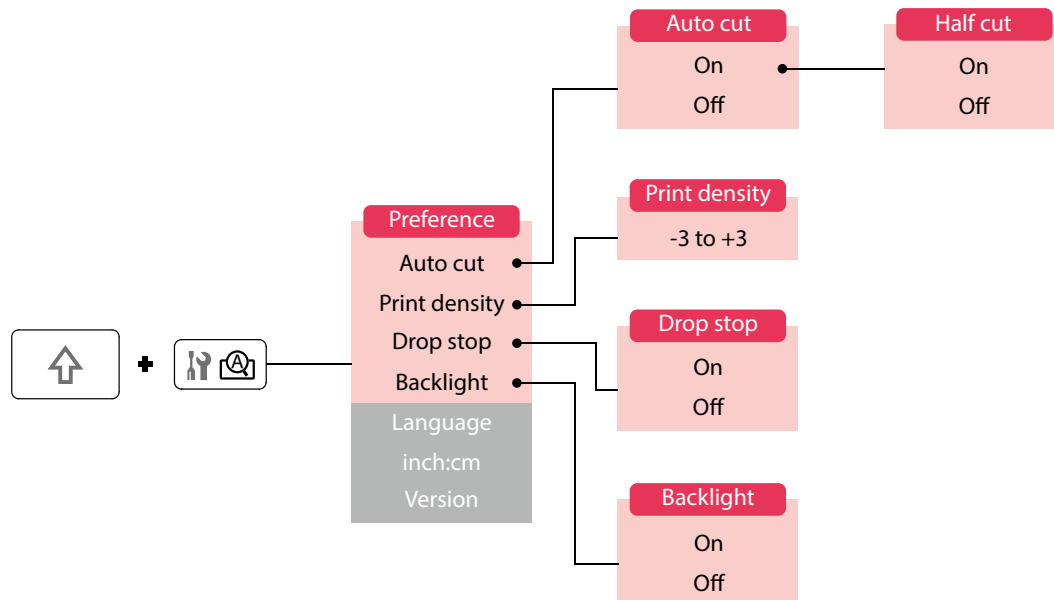 Auto cut
On
Off
Half cut
On
Off
Print density
-3 to +3
Preference
Auto cut
Print density
Drop stop
Backlight
Language
inch:cm
Version
A
Drop stop
On
Off
Backlight
On
Off